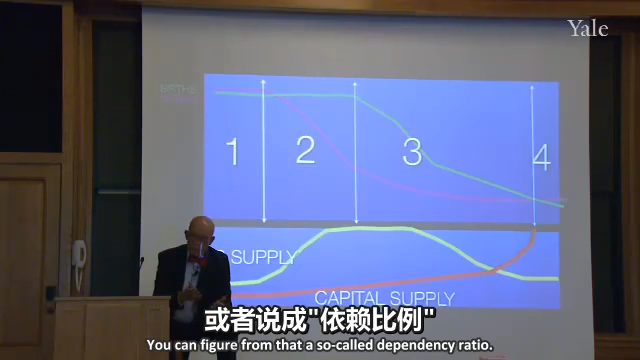 Yale
BIRTHS
1
2
3
4
SUPPLY
CAPITAL SUPPLY
或者说成"依赖比例"
You can figure from that a so-called dependency ratio.